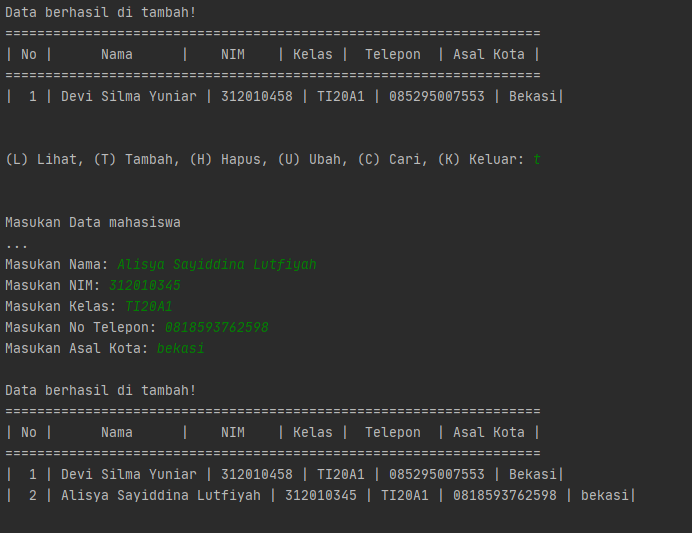 Data berhasil di tambah!
===================================================================
| No |      Nama      |    NIM    | Kelas |  Telepon  | Asal Kota |
===================================================================
|  1 | Devi Silma Yuniar | 312010458 | TI20A1 | 085295007553 | Bekasi|
(L) Lihat, (T) Tambah, (H) Hapus, (U) Ubah, (C) Cari, (K) Keluar: t
Masukan Data mahasiswa
...
Masukan Nama: Alisya Sayiddina Lutfiyah
Masukan NIM: 312010345
Masukan Kelas: TI20A1
Masukan No Telepon: 0818593762598
Masukan Asal Kota: bekasi
Data berhasil di tambah!
===================================================================
| No |      Nama      |    NIM    | Kelas |  Telepon  | Asal Kota |
===================================================================
|  1 | Devi Silma Yuniar | 312010458 | TI20A1 | 085295007553 | Bekasi|
|  2 | Alisya Sayiddina Lutfiyah | 312010345 | TI20A1 | 0818593762598 | bekasi|